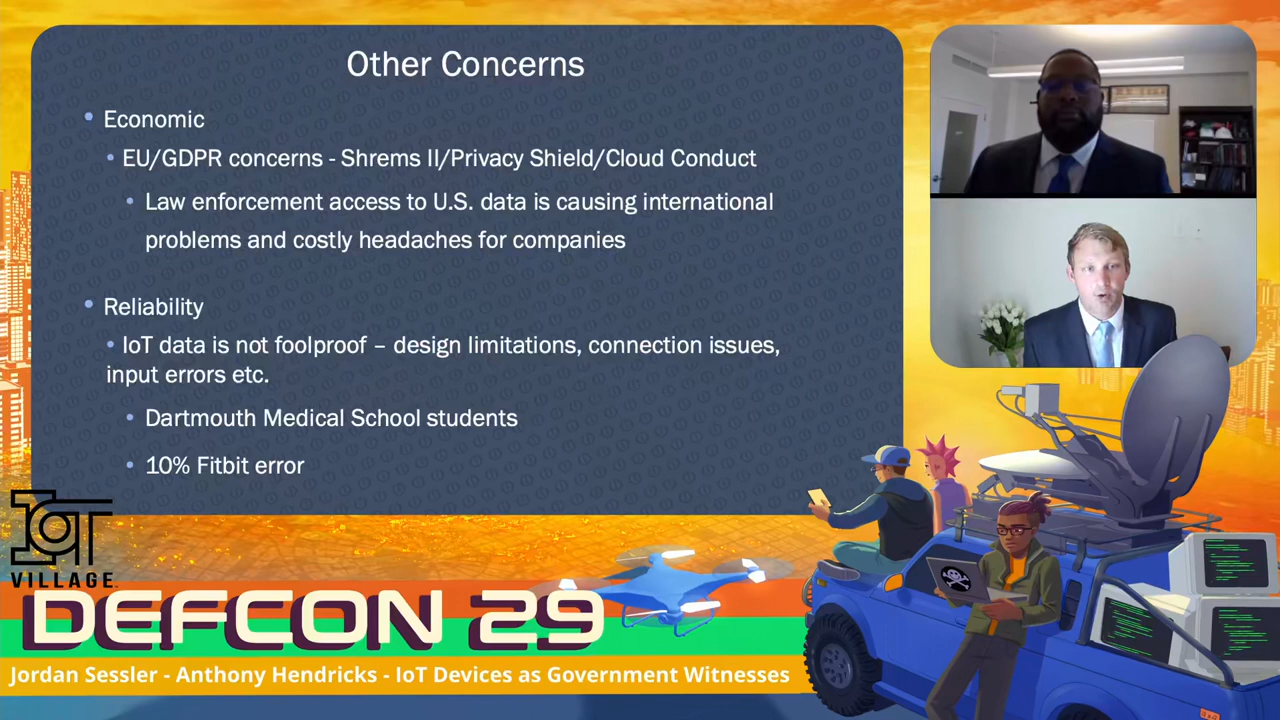 Other Concerns
• Economic
• EU/GDPR concerns - Shrems II/Privacy Shield/Cloud Conduct
• Law enforcement access to U.S. data is causing international
problems and costly headaches for companies
• Reliability
• IoT data is not foolproof – design limitations, connection issues,
input errors etc.
• Dartmouth Medical School students
• 10% Fitbit error
IoT
VILLAGE
DEFCON 29
Jordan Sessler - Anthony Hendricks - IoT Devices as Government Witnesses